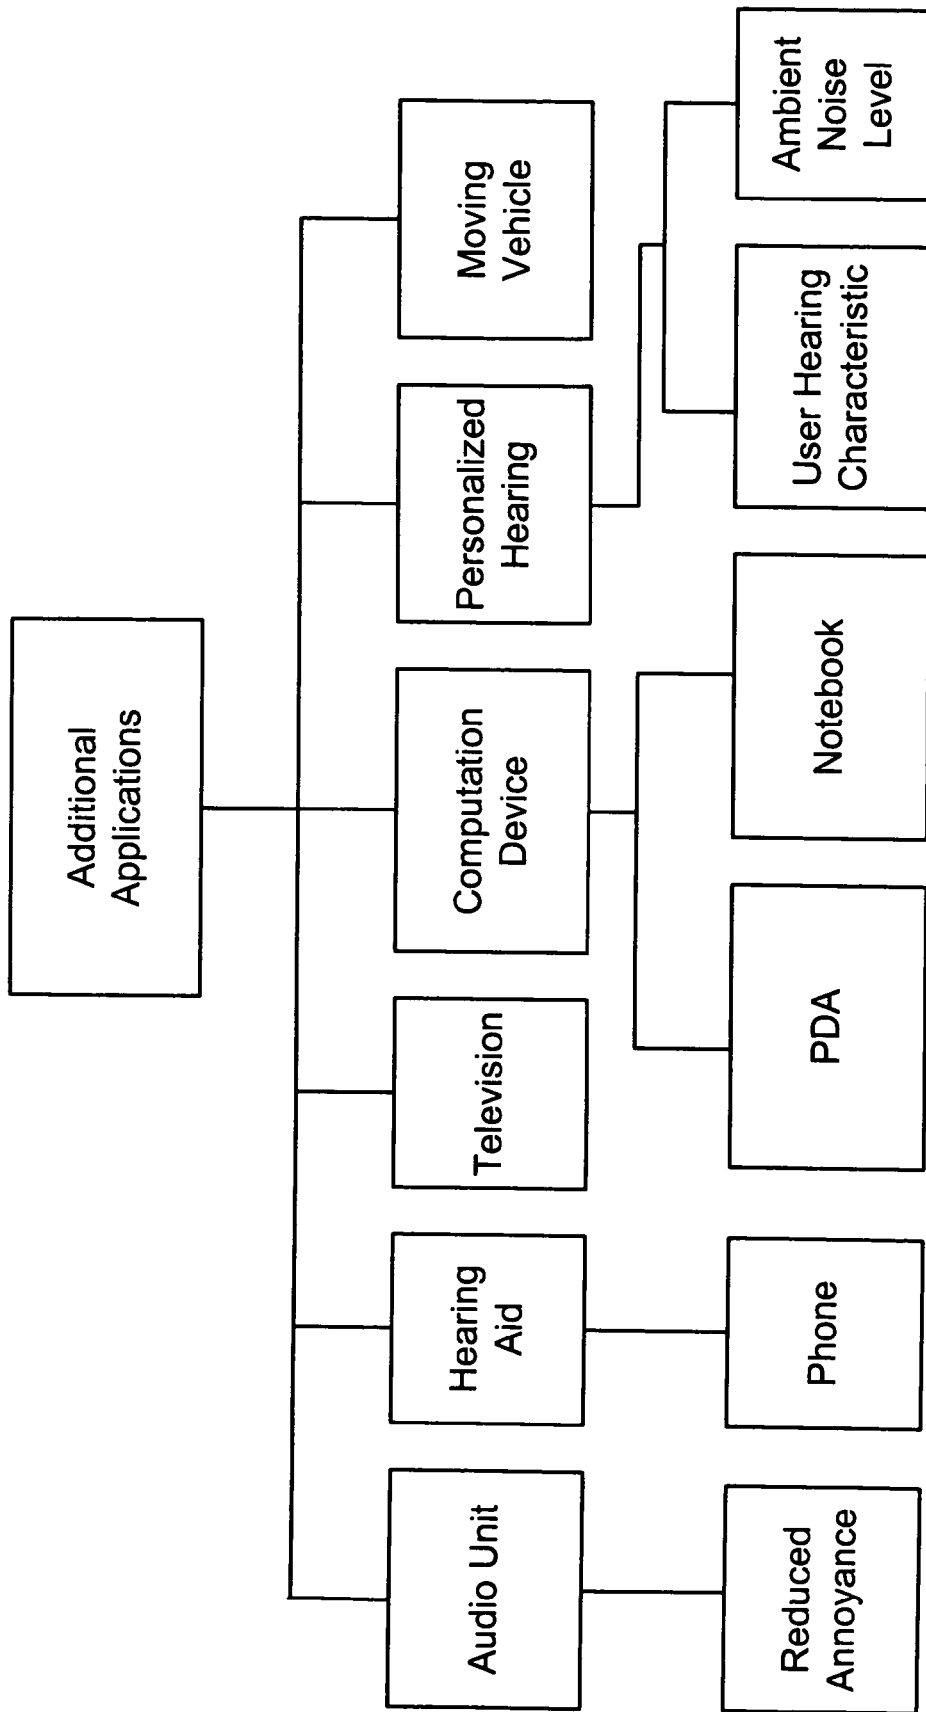 Additional
Applications
Audio Unit
Hearing
Aid
Television
Computation
Device
Personalized
Hearing
Moving
Vehicle
Reduced
Annoyance
Phone
PDA
Notebook
User Hearing
Characteristic
Ambient
Noise
Level